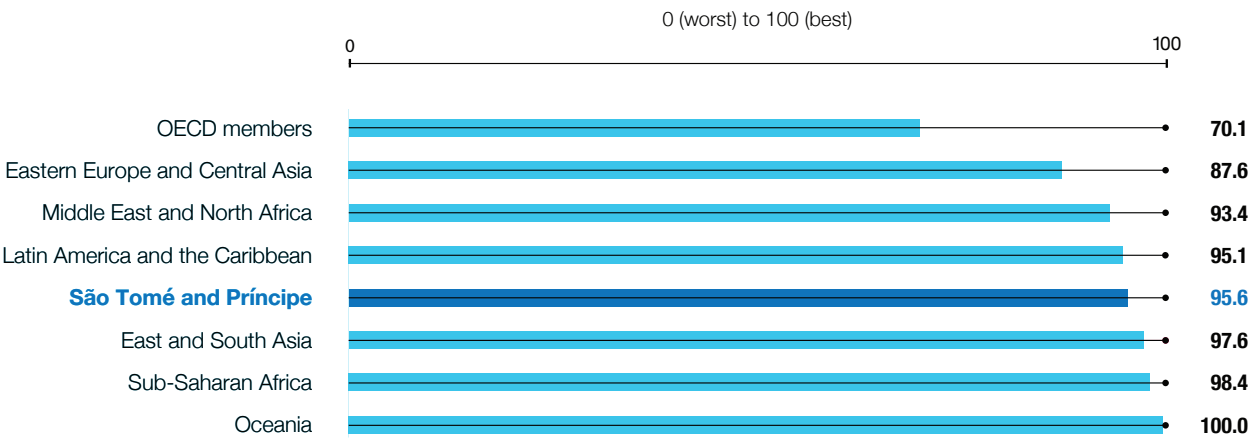 0 (worst) to 100 (best)
0 100
OECD members 70.1
Eastern Europe and Central Asia 87.6
Middle East and North Africa 93.4
Latin America and the Caribbean 95.1
São Tomé and Príncipe 95.6
East and South Asia 97.6
Sub-Saharan Africa 98.4
Oceania 100.0